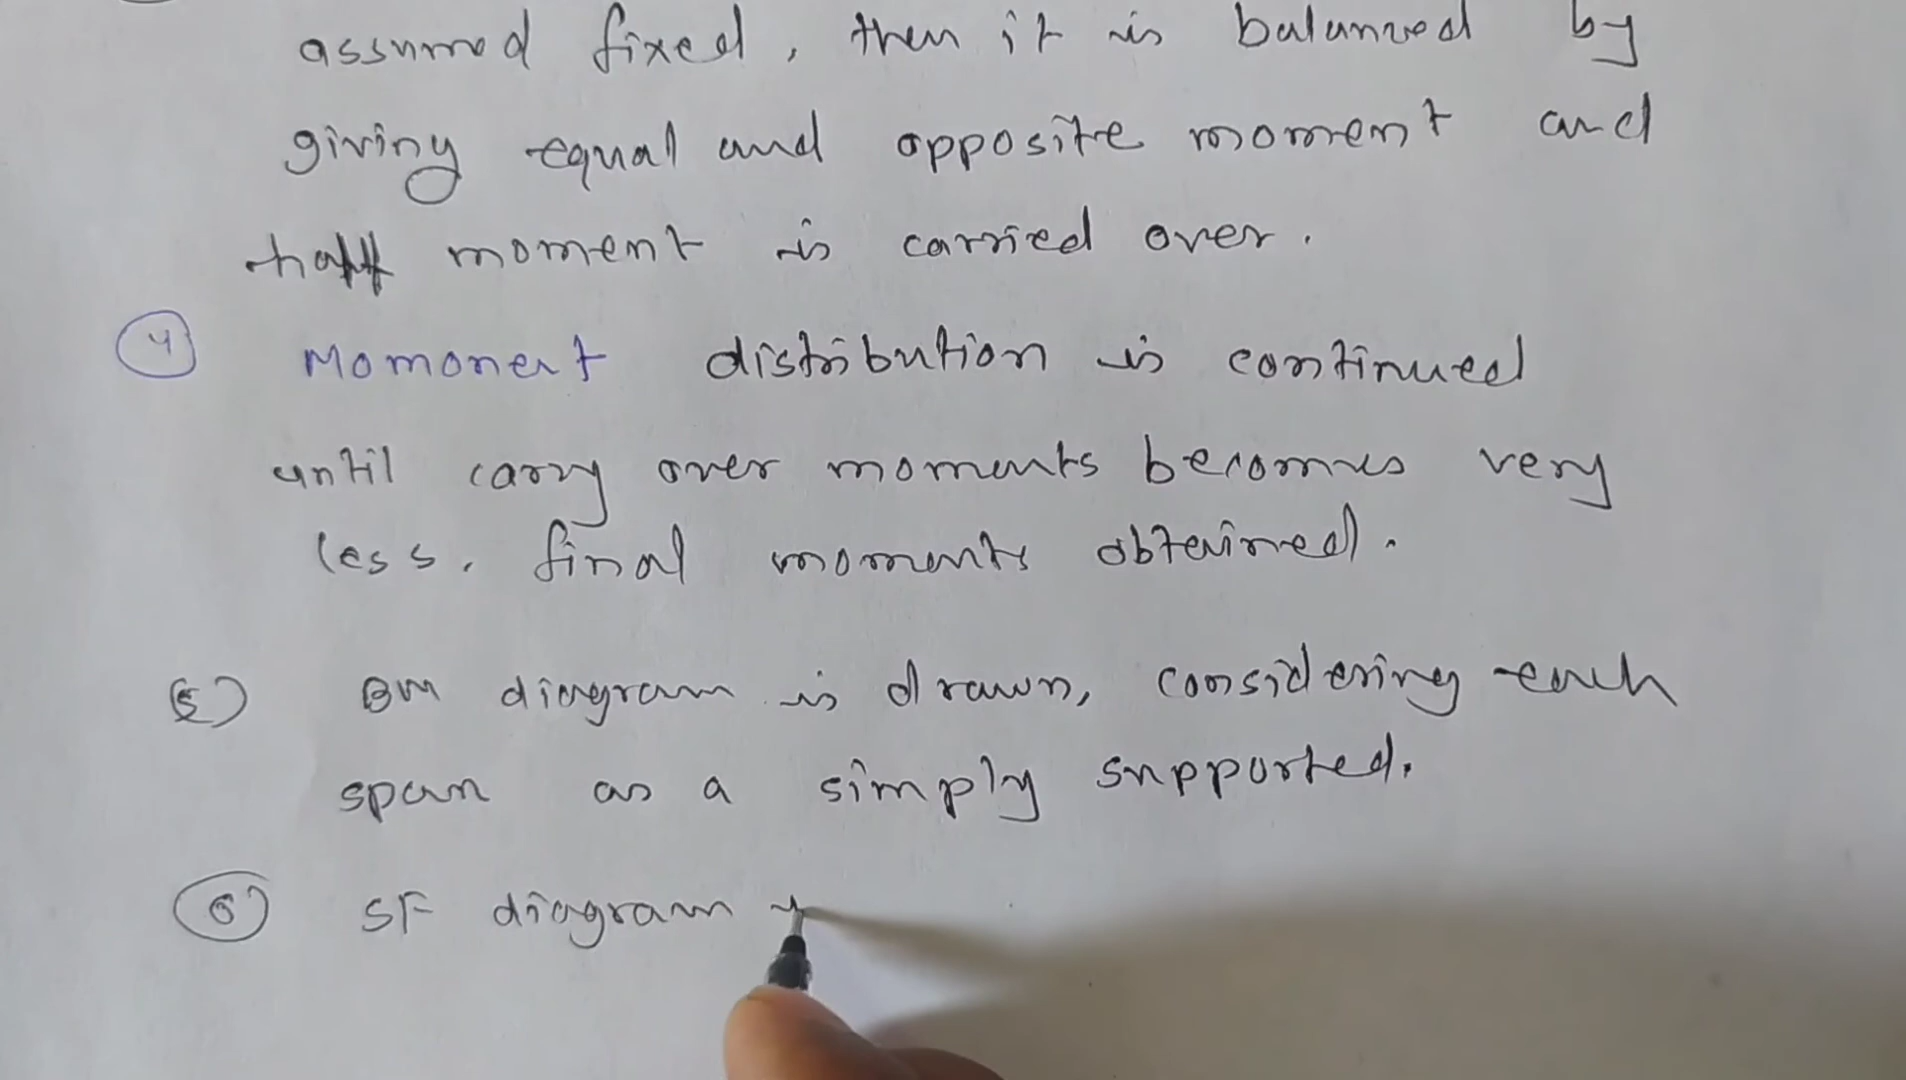 assumed fixed, then it is balanced by
giving equal and opposite moment and
half moment is carried over.
4 Momonent distribution is continued
until carry over moments becomes very
less. final moments obtained.
5) BM diagram is drawn, considering each
span as a simply supported.
6 SF diagram